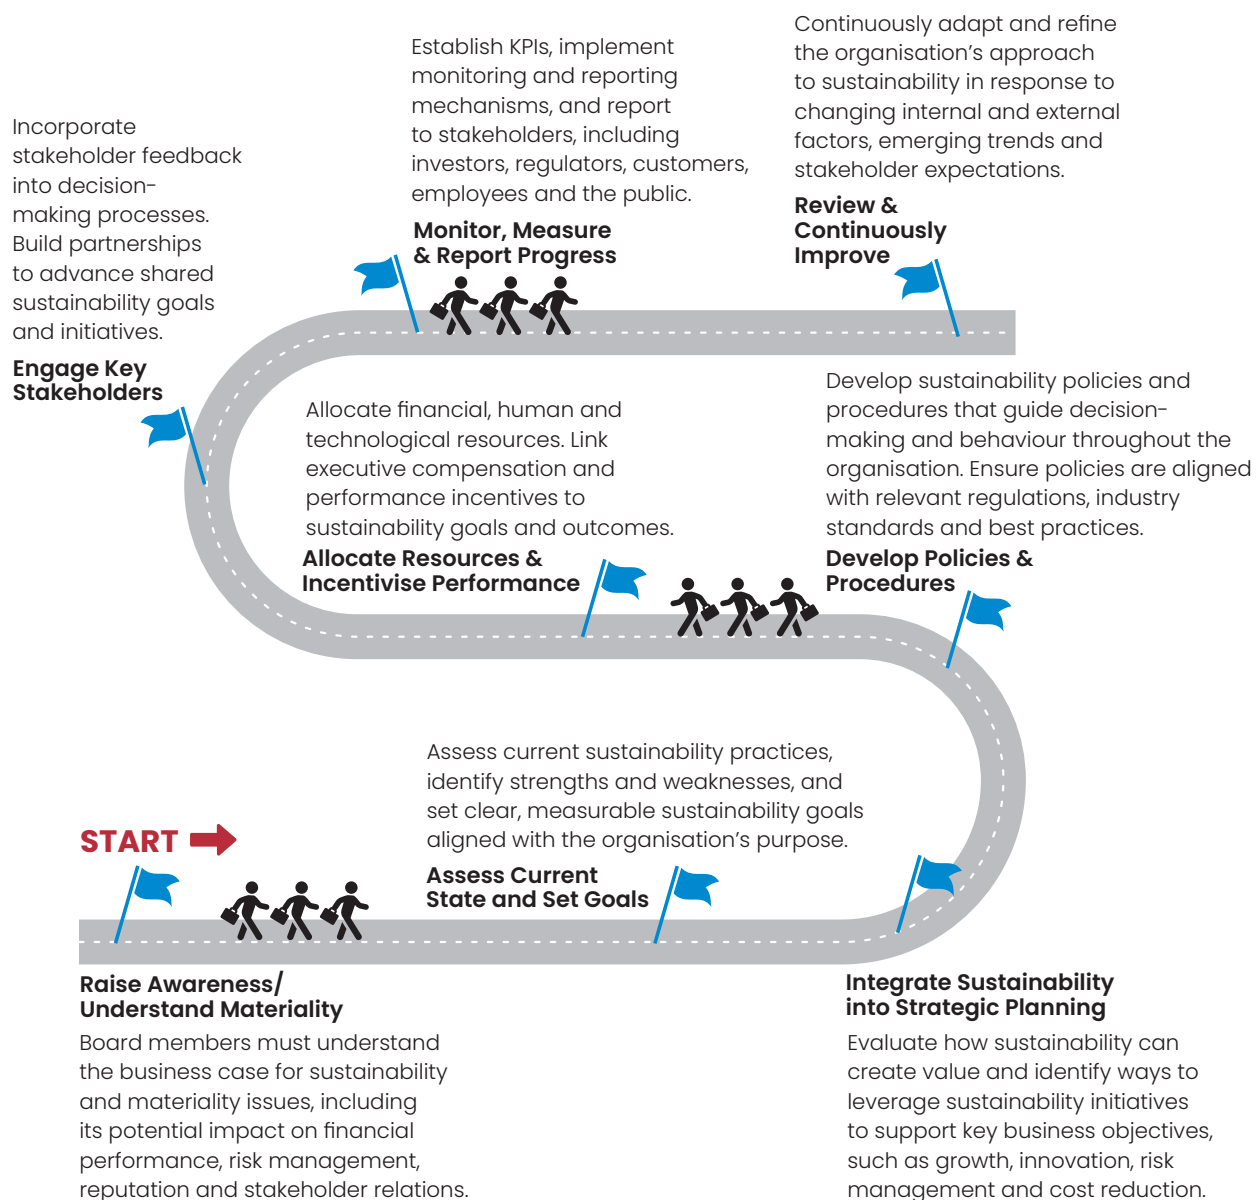 Continuously adapt and refine
the organisation's approach
to sustainability in response to
changing internal and external
factors, emerging trends and
stakeholder expectations.
Review &
Continuously
Improve
Establish KPIs, implement
monitoring and reporting
mechanisms, and report
to stakeholders, including
investors, regulators, customers,
employees and the public.
Monitor, Measure
& Report Progress
Incorporate
stakeholder feedback
into decision-
making processes.
Build partnerships
to advance shared
sustainability goals
and initiatives.
Engage Key
Stakeholders
Allocate financial, human and
technological resources. Link
executive compensation and
performance incentives to
sustainability goals and outcomes.
Allocate Resources &
Incentivise Performance
Develop sustainability policies and
procedures that guide decision-
making and behaviour throughout the
organisation. Ensure policies are aligned
with relevant regulations, industry
standards and best practices.
Develop Policies &
Procedures
Assess current sustainability practices,
identify strengths and weaknesses, and
set clear, measurable sustainability goals
aligned with the organisation's purpose.
Assess Current
State and Set Goals
START
Raise Awareness/
Understand Materiality
Board members must understand
the business case for sustainability
and materiality issues, including
its potential impact on financial
performance, risk management,
reputation and stakeholder relations.
Integrate Sustainability
into Strategic Planning
Evaluate how sustainability can
create value and identify ways to
leverage sustainability initiatives
to support key business objectives,
such as growth, innovation, risk
management and cost reduction.